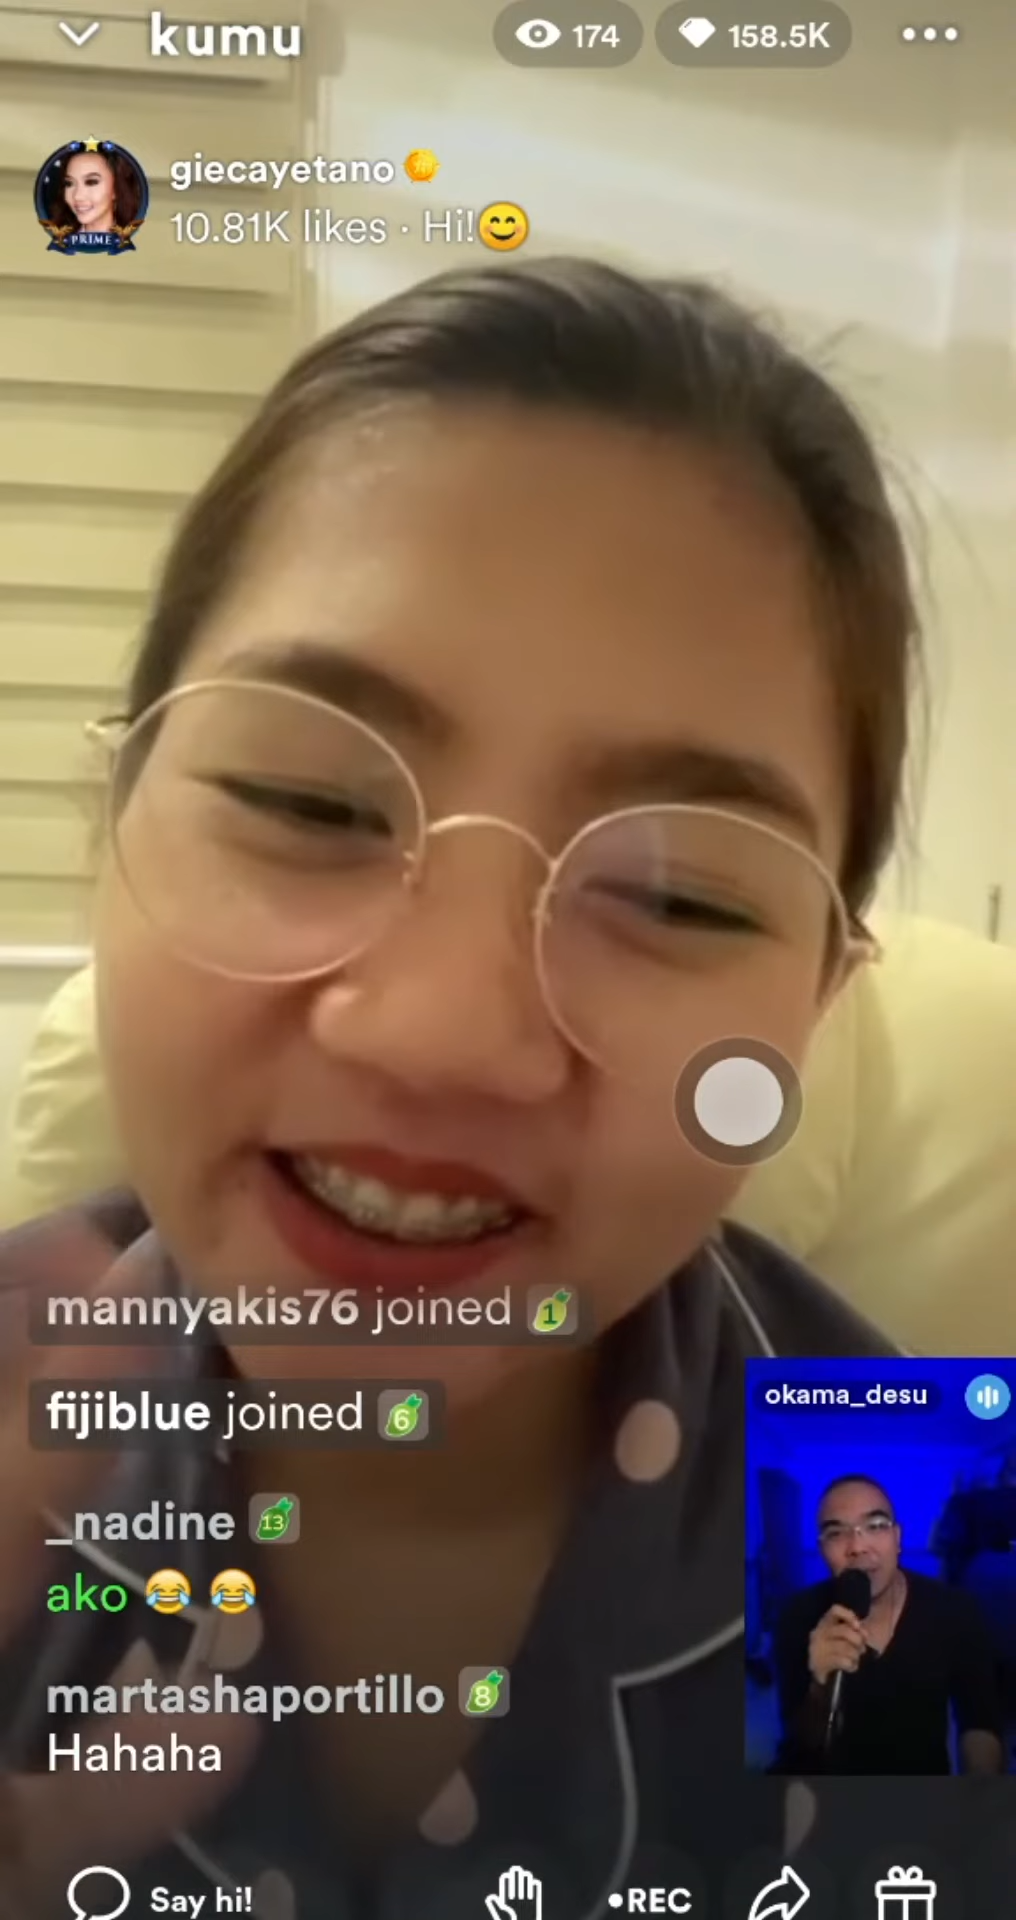 kumu
174
158.5K
giecayetano
10.81K likes · Hi!😊
PRIME
mannyakis76 joined 1
fijiblue joined 6
_nadine 13
ako 😂 😂
martashaportillo 8
Hahaha
okama_desu
Say hi!
•REC